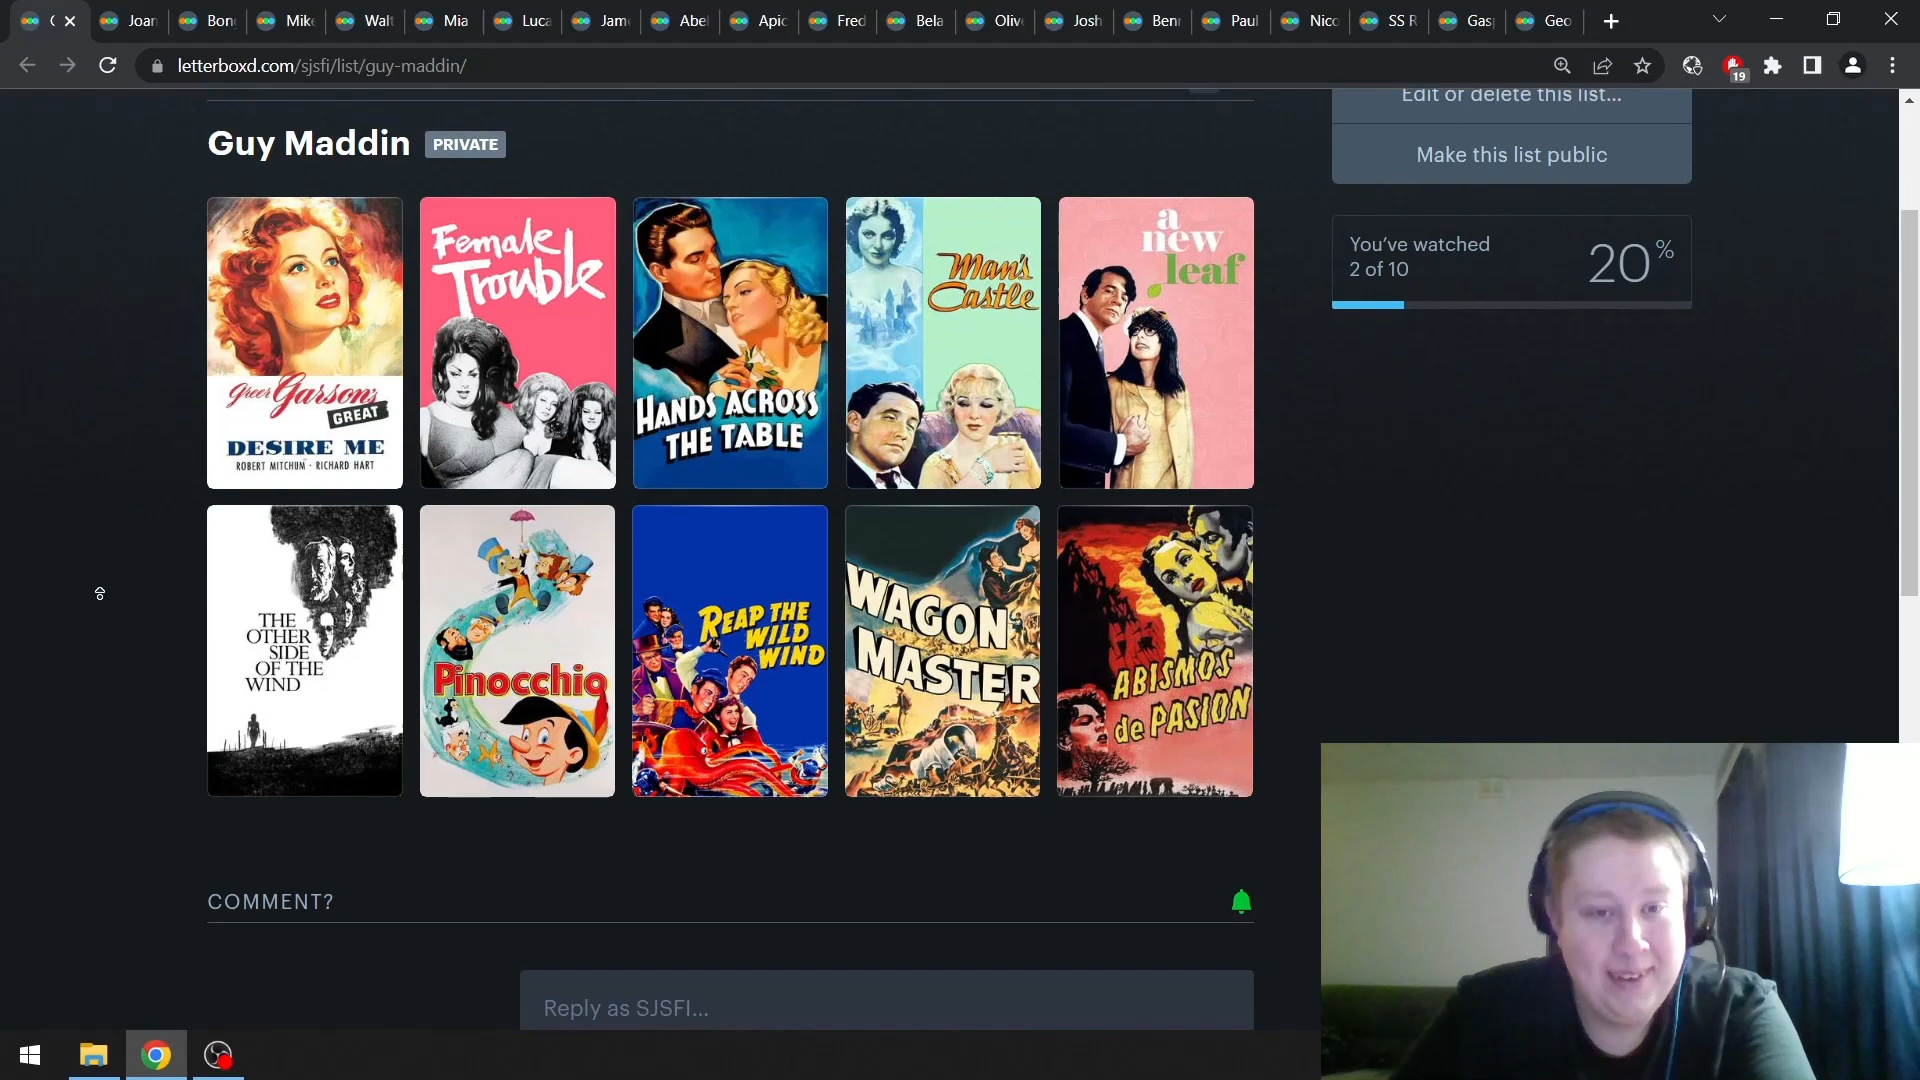 Joan
Bon
Mike
Walt
Mia
Luca
Jam
Abel
Apic
Fred
Bela
Oliv
Josh
Benn
Paul
Nico
SS R
Gas
Geo
letterboxd.com/sjsfi/list/guy-maddin/
19
Edit or delete this list...
Guy Maddin PRIVATE
Make this list public
You've watched
2 of 10
20%
Greer Garson's
GREAT
DESIRE ME
ROBERT MITCHUM · RICHARD HART
Female
Trouble
HANDS ACROSS
THE TABLE
Man's
Castle
a
new
leaf
THE
OTHER
SIDE
OF THE
WIND
Pinocchio
REAP THE
WILD
WIND
WAGON
MASTER
ABISMOS
de PASION
COMMENT?
Reply as SJSFI...